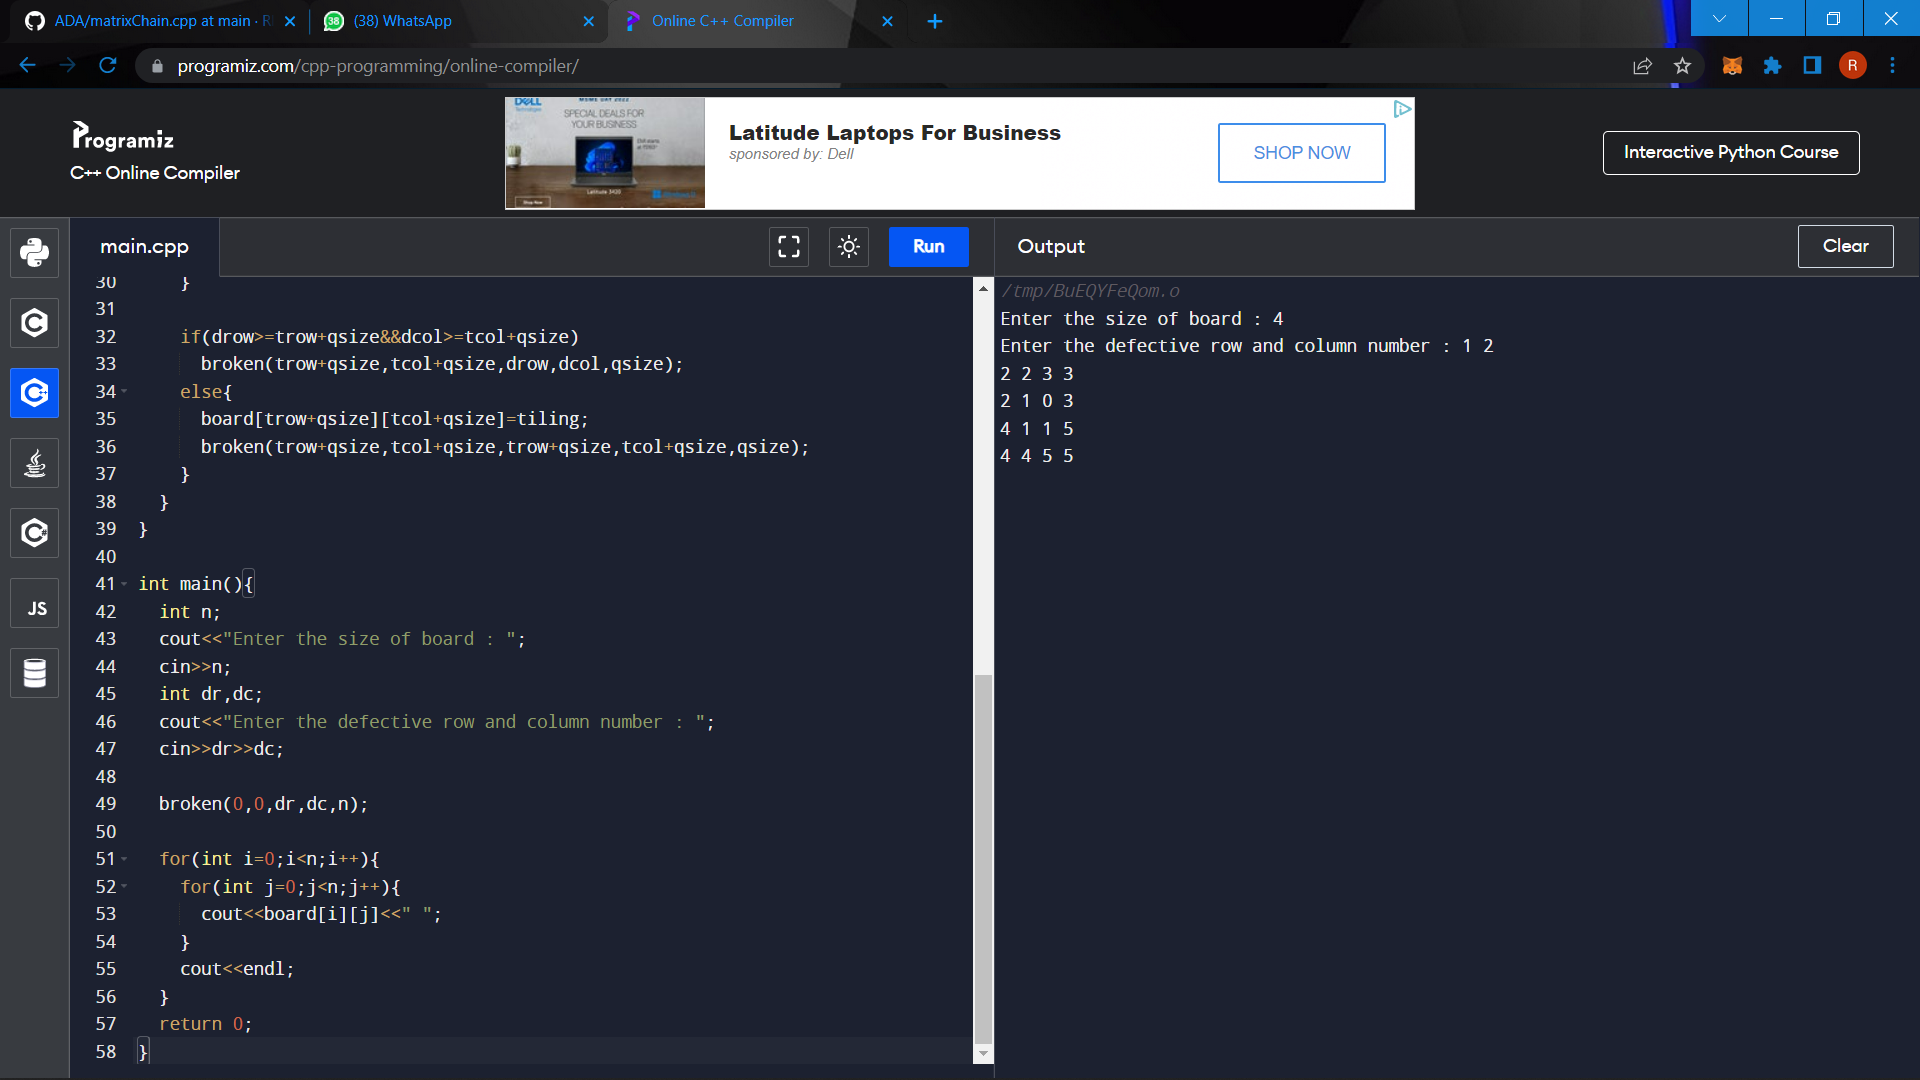 ADA/matrixChain.cpp at main · R
(38) WhatsApp
Online C++ Compiler
programiz.com/cpp-programming/online-compiler/
R
Programiz
C++ Online Compiler
DELL
Technologies
MSME DAY 2022
SPECIAL DEALS FOR
YOUR BUSINESS
Latitude 3420
Shop Now
Latitude Laptops For Business
sponsored by: Dell
SHOP NOW
Interactive Python Course
main.cpp
Run
Output
Clear
JS
30 }
31
32 if(drow>=trow+qsize&&dcol>=tcol+qsize)
33 broken(trow+qsize,tcol+qsize,drow,dcol,qsize);
34 else{
35 board[trow+qsize][tcol+qsize]=tiling;
36 broken(trow+qsize,tcol+qsize,trow+qsize,tcol+qsize,qsize);
37 }
38 }
39 }
40
41 int main(){
42 int n;
43 cout<<"Enter the size of board : ";
44 cin>>n;
45 int dr,dc;
46 cout<<"Enter the defective row and column number : ";
47 cin>>dr>>dc;
48
49 broken(0,0,dr,dc,n);
50
51 for(int i=0;i<n;i++){
52 for(int j=0;j<n;j++){
53 cout<<board[i][j]<<" ";
54 }
55 cout<<endl;
56 }
57 return 0;
58 }
/tmp/BuEQYFeQom.o
Enter the size of board : 4
Enter the defective row and column number : 1 2
2 2 3 3
2 1 0 3
4 1 1 5
4 4 5 5